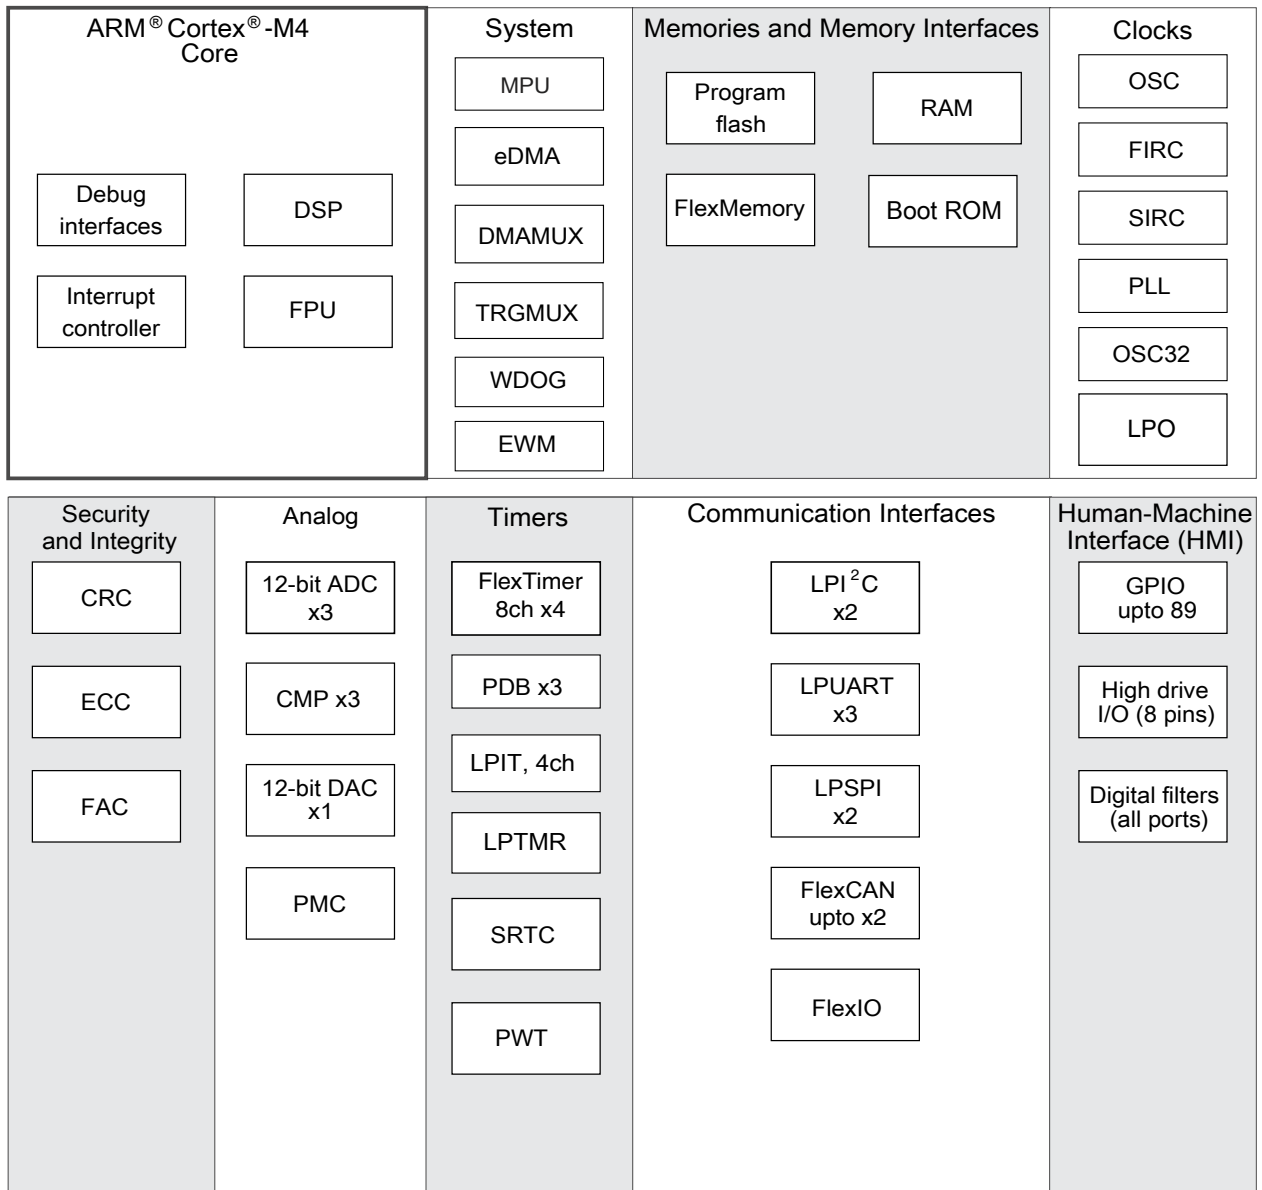 ARM® Cortex®-M4
Core
Debug
interfaces
DSP
Interrupt
controller
FPU
System
MPU
eDMA
DMAMUX
TRGMUX
WDOG
EWM
Memories and Memory Interfaces
Program
flash
RAM
FlexMemory
Boot ROM
Clocks
OSC
FIRC
SIRC
PLL
OSC32
LPO
Security
and Integrity
CRC
ECC
FAC
Analog
12-bit ADC
x3
CMP x3
12-bit DAC
x1
PMC
Timers
FlexTimer
8ch x4
PDB x3
LPIT, 4ch
LPTMR
SRTC
PWT
Communication Interfaces
LPI²C
x2
LPUART
x3
LPSPI
x2
FlexCAN
upto x2
FlexIO
Human-Machine
Interface (HMI)
GPIO
upto 89
High drive
I/O (8 pins)
Digital filters
(all ports)